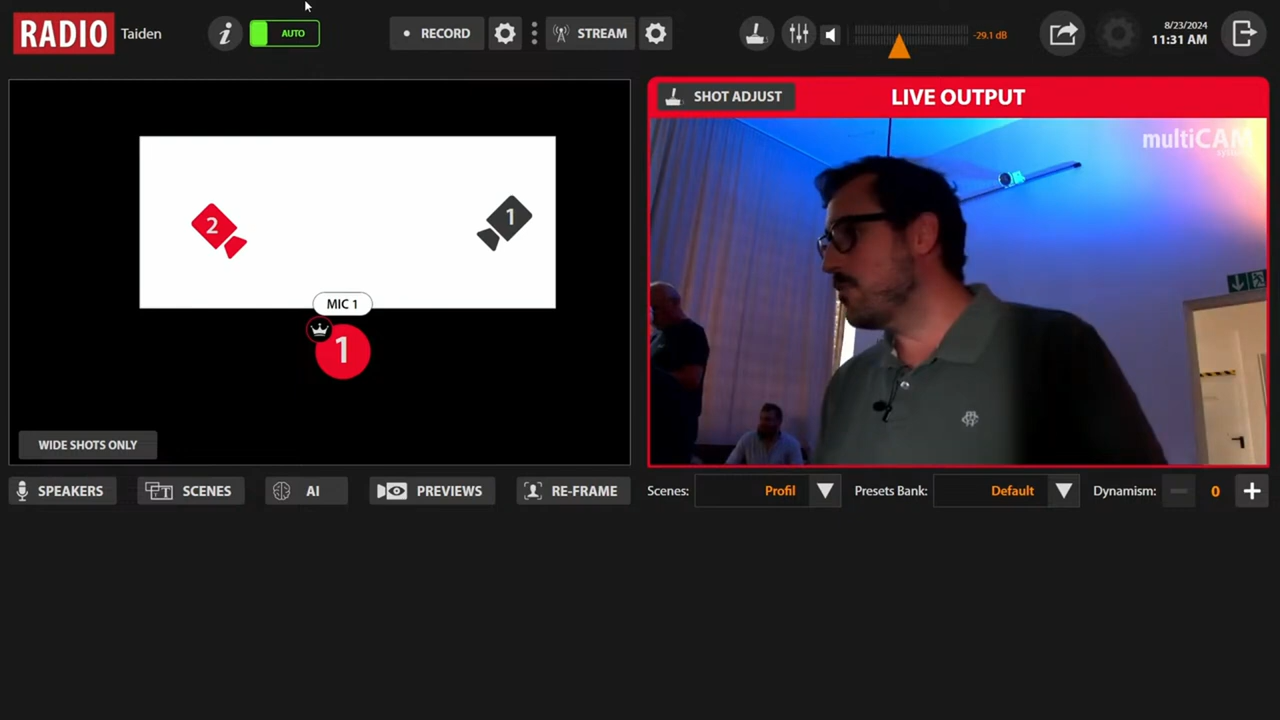 RADIO Taiden i AUTO RECORD STREAM -29.1 dB 8/23/2024
11:31 AM
SHOT ADJUST LIVE OUTPUT
multiCAM
systems
2 1
MIC 1
1
WIDE SHOTS ONLY
SPEAKERS SCENES AI PREVIEWS RE-FRAME Scenes: Profil Presets Bank: Default Dynamism: 0